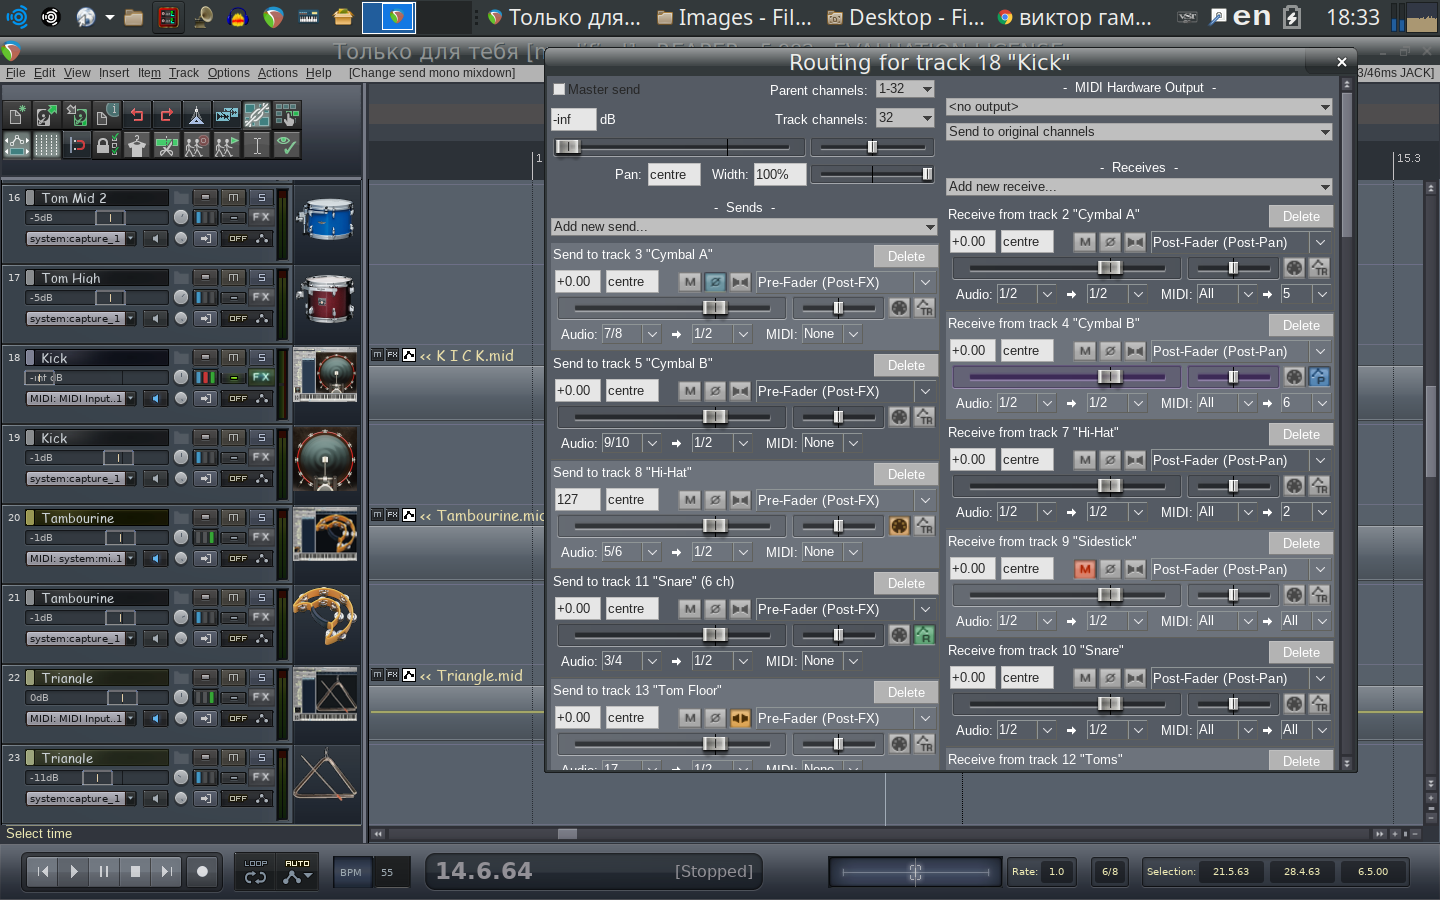 Только для...
Images - Fil...
Desktop - Fi...
виктор гам...
en
18:33
Только для тебя [m
File Edit View Insert Item Track Options Actions Help [Change send mono mixdown]
3/46ms JACK]
Routing for track 18 "Kick"
Master send
Parent channels: 1-32
-inf dB
Track channels: 32
Pan: centre Width: 100%
- Sends -
Add new send...
Send to track 3 "Cymbal A" Delete
+0.00 centre M Ø Pre-Fader (Post-FX)
TR
Audio: 7/8 1/2 MIDI: None
Send to track 5 "Cymbal B" Delete
+0.00 centre M Ø Pre-Fader (Post-FX)
TR
Audio: 9/10 1/2 MIDI: None
Send to track 8 "Hi-Hat" Delete
127 centre M Ø Pre-Fader (Post-FX)
TR
Audio: 5/6 1/2 MIDI: None
Send to track 11 "Snare" (6 ch) Delete
+0.00 centre M Ø Pre-Fader (Post-FX)
R
Audio: 3/4 1/2 MIDI: None
Send to track 13 "Tom Floor" Delete
+0.00 centre M Ø Pre-Fader (Post-FX)
TR
Audio: 17 1/2 MIDI: None
- MIDI Hardware Output -
<no output>
Send to original channels
- Receives -
Add new receive...
Receive from track 2 "Cymbal A" Delete
+0.00 centre M Ø Post-Fader (Post-Pan)
TR
Audio: 1/2 1/2 MIDI: All 5
Receive from track 4 "Cymbal B" Delete
+0.00 centre M Ø Post-Fader (Post-Pan)
P
Audio: 1/2 1/2 MIDI: All 6
Receive from track 7 "Hi-Hat" Delete
+0.00 centre M Ø Post-Fader (Post-Pan)
TR
Audio: 1/2 1/2 MIDI: All 2
Receive from track 9 "Sidestick" Delete
+0.00 centre M Ø Post-Fader (Post-Pan)
TR
Audio: 1/2 1/2 MIDI: All All
Receive from track 10 "Snare" Delete
+0.00 centre M Ø Post-Fader (Post-Pan)
TR
Audio: 1/2 1/2 MIDI: All All
Receive from track 12 "Toms" Delete
15.3
16 Tom Mid 2 m S
-5dB FX
system:capture_1 OFF
17 Tom High m S
-5dB FX
system:capture_1 OFF
18 Kick m S
-inf dB FX
MIDI: MIDI Input..1 OFF
m FX << K I C K.mid
19 Kick m S
-1dB FX
system:capture_1 OFF
20 Tambourine m S
-1dB FX
MIDI: system:mi..1 OFF
m FX << Tambourine.mid
21 Tambourine m S
-1dB FX
system:capture_1 OFF
22 Triangle m S
0dB FX
MIDI: MIDI Input..1 OFF
m FX << Triangle.mid
23 Triangle m S
-11dB FX
system:capture_1 OFF
Select time
LOOP AUTO
BPM 55
14.6.64 [Stopped]
Rate: 1.0
6/8
Selection: 21.5.63 28.4.63 6.5.00